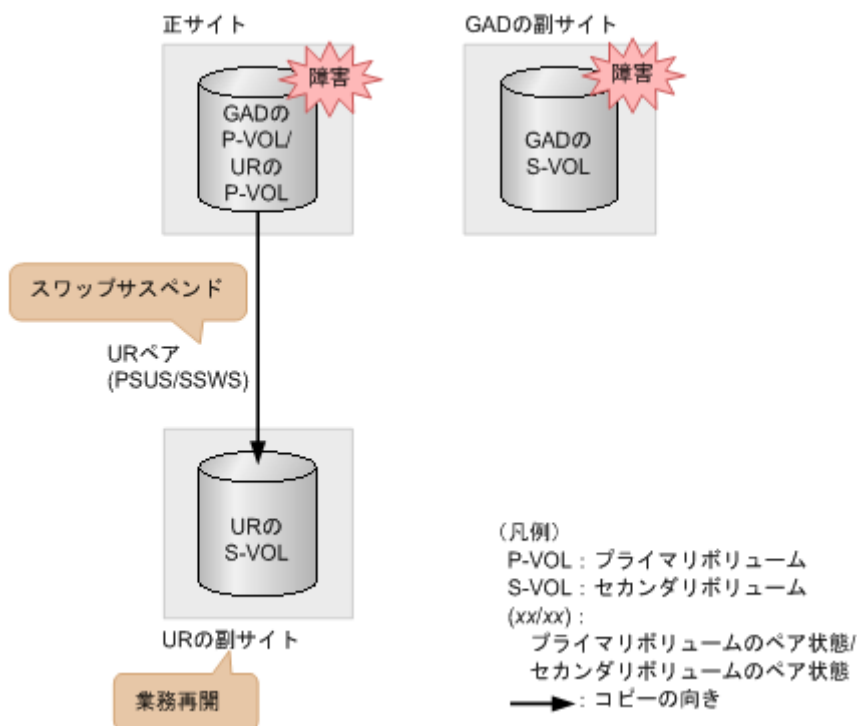 正サイト
GADの副サイト
障害
障害
GADの
P-VOL/
URの
P-VOL
GADの
S-VOL
スワップサスペンド
URペア
(PSUS/SSWS)
URの
S-VOL
URの副サイト
業務再開
（凡例）
P-VOL：プライマリボリューム
S-VOL：セカンダリボリューム
(xx/xx)：
プライマリボリュームのペア状態/
セカンダリボリュームのペア状態
：コピーの向き